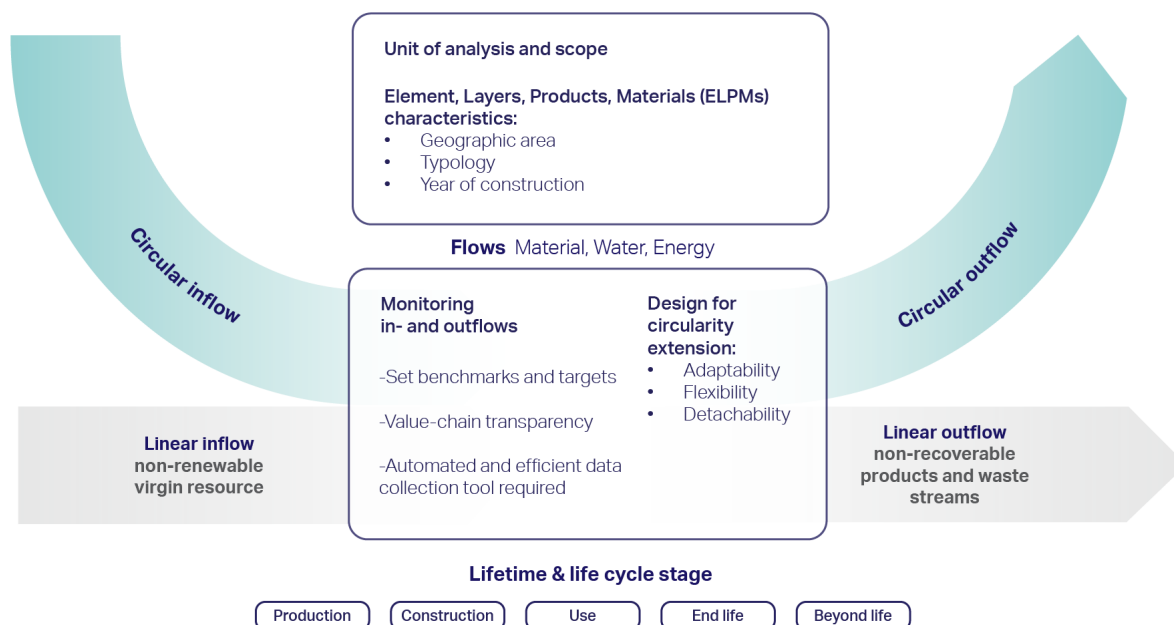 Unit of analysis and scope
Element, Layers, Products, Materials (ELPMs)
characteristics:
• Geographic area
• Typology
• Year of construction
Circular inflow
Circular outflow
Flows Material, Water, Energy
Monitoring
in- and outflows
-Set benchmarks and targets
-Value-chain transparency
-Automated and efficient data
collection tool required
Design for
circularity
extension:
• Adaptability
• Flexibility
• Detachability
Linear inflow
non-renewable
virgin resource
Linear outflow
non-recoverable
products and waste
streams
Lifetime & life cycle stage
Production
Construction
Use
End life
Beyond life